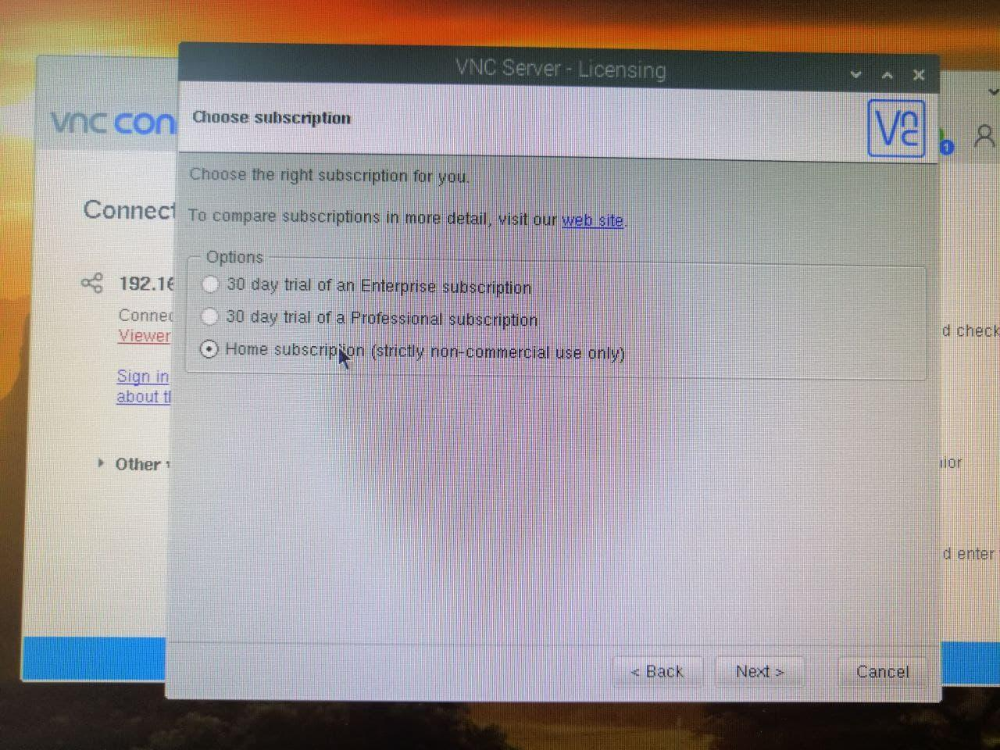 VNC Server - Licensing
vnc con
Choose subscription
VNC
1
Choose the right subscription for you.
Connect
To compare subscriptions in more detail, visit our web site.
Options
192.16
30 day trial of an Enterprise subscription
Connec
30 day trial of a Professional subscription
d check
Viewer
Home subscription (strictly non-commercial use only)
Sign in
about t
Other
d enter
< Back
Next >
Cancel